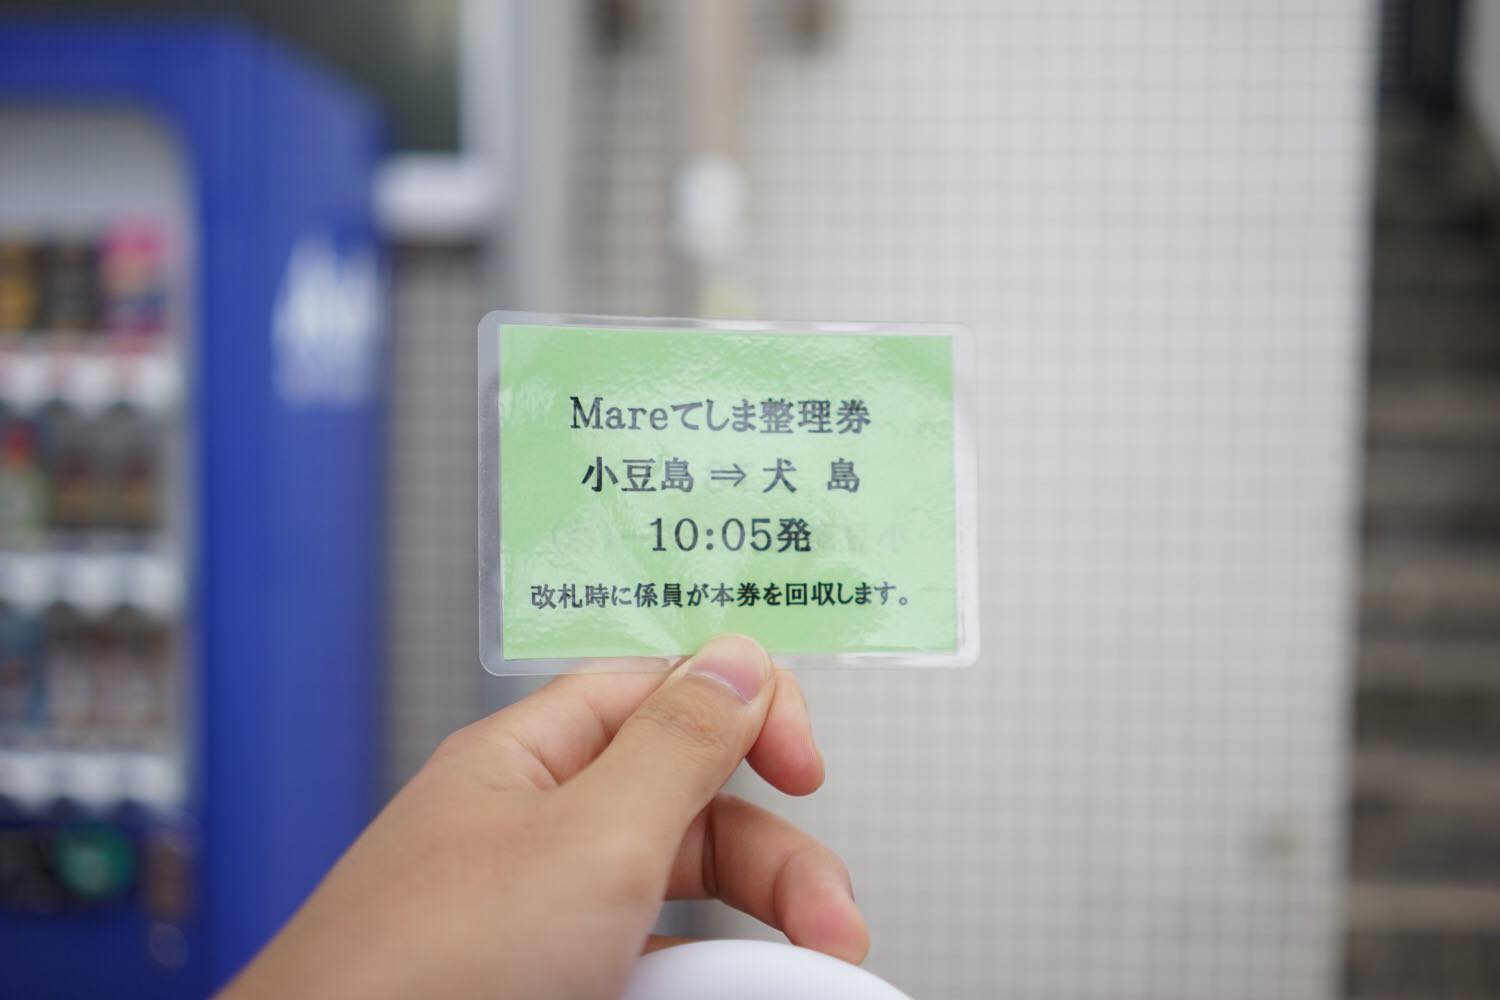 Mareてしま整理券
小豆島 ⇒ 犬　島
10:05発
改札時に係員が本券を回収します。